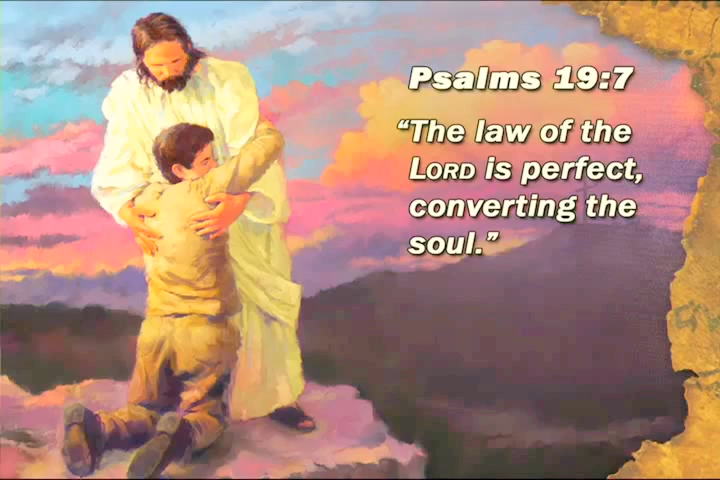 Psalms 19:7
“The law of the
LORD is perfect,
converting the
soul.”